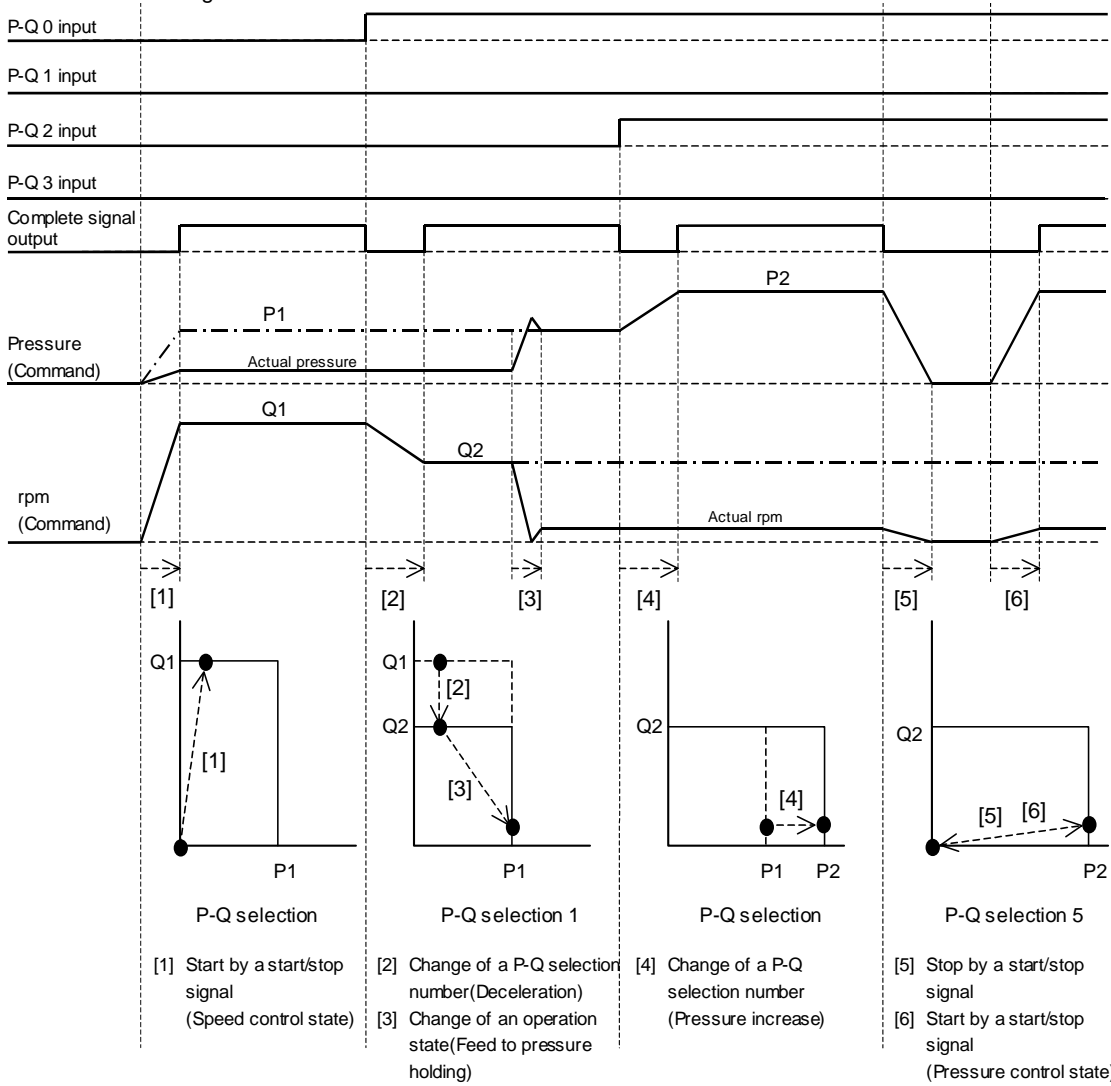 P-Q 0 input
P-Q 1 input
P-Q 2 input
P-Q 3 input
Complete signal
output
P2
P1
Pressure
(Command)
Actual pressure
Q1
Q2
rpm
(Command)
Actual rpm
[1] [2] [3] [4] [5] [6]
Q1
[1]
P1
P-Q selection
Q1
[2]
Q2
[3]
P1
P-Q selection 1
Q2
[4]
P1 P2
P-Q selection
Q2
[5] [6]
P2
P-Q selection 5
[1] Start by a start/stop
signal
(Speed control state)
[2] Change of a P-Q selection
number(Deceleration)
[3] Change of an operation
state(Feed to pressure
holding)
[4] Change of a P-Q
selection number
(Pressure increase)
[5] Stop by a start/stop
signal
[6] Start by a start/stop
signal
(Pressure control state)